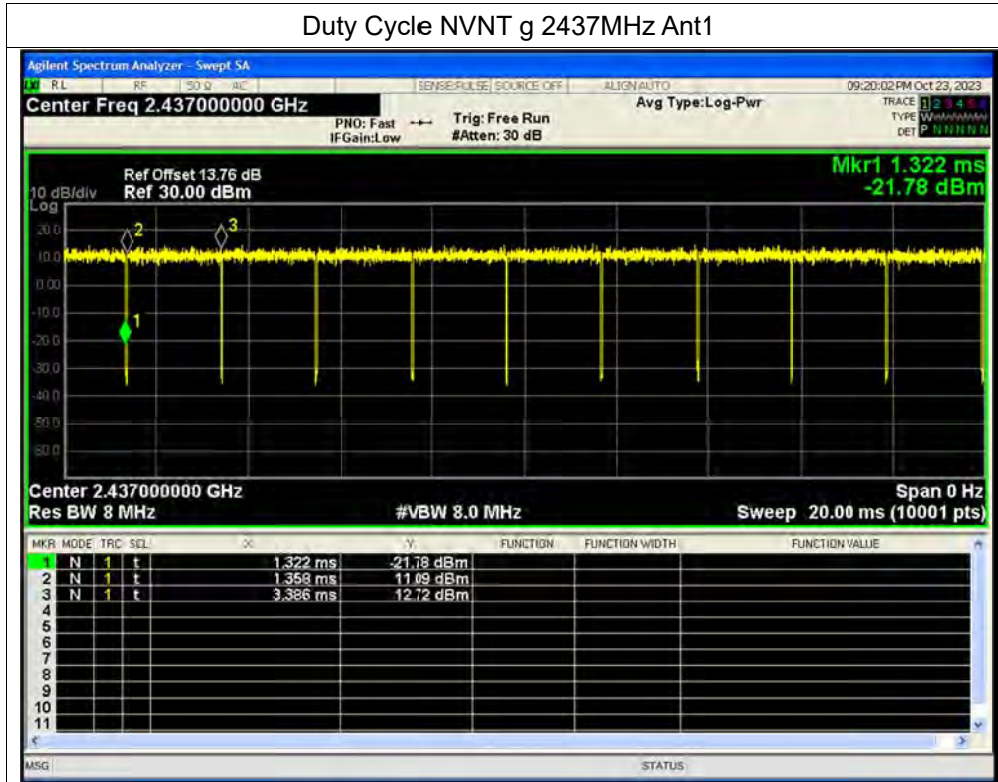 Duty Cycle NVNT g 2437MHz Ant1
Agilent Spectrum Analyzer - Swept SA
LXI RL RF 50 Ω AC SENSE:PULSE SOURCE OFF ALIGN AUTO 09:20:02 PM Oct 23, 2023
Center Freq 2.437000000 GHz Avg Type:Log-Pwr TRACE 1 2 3 4 5 6
PNO: Fast Trig: Free Run TYPE W
IFGain:Low #Atten: 30 dB DET P N N N N N
Mkr1 1.322 ms
Ref Offset 13.76 dB
10 dB/div Ref 30.00 dBm -21.78 dBm
Log
20.0
10.0
0.00
-10.0
-20.0
-30.0
-40.0
-50.0
-60.0
2
3
1
Center 2.437000000 GHz Span 0 Hz
Res BW 8 MHz #VBW 8.0 MHz Sweep 20.00 ms (10001 pts)
MKR MODE TRC SCL X Y FUNCTION FUNCTION WIDTH FUNCTION VALUE
1 N 1 t 1.322 ms -21.78 dBm
2 N 1 t 1.358 ms 11.09 dBm
3 N 1 t 3.386 ms 12.72 dBm
4
5
6
7
8
9
10
11
MSG STATUS